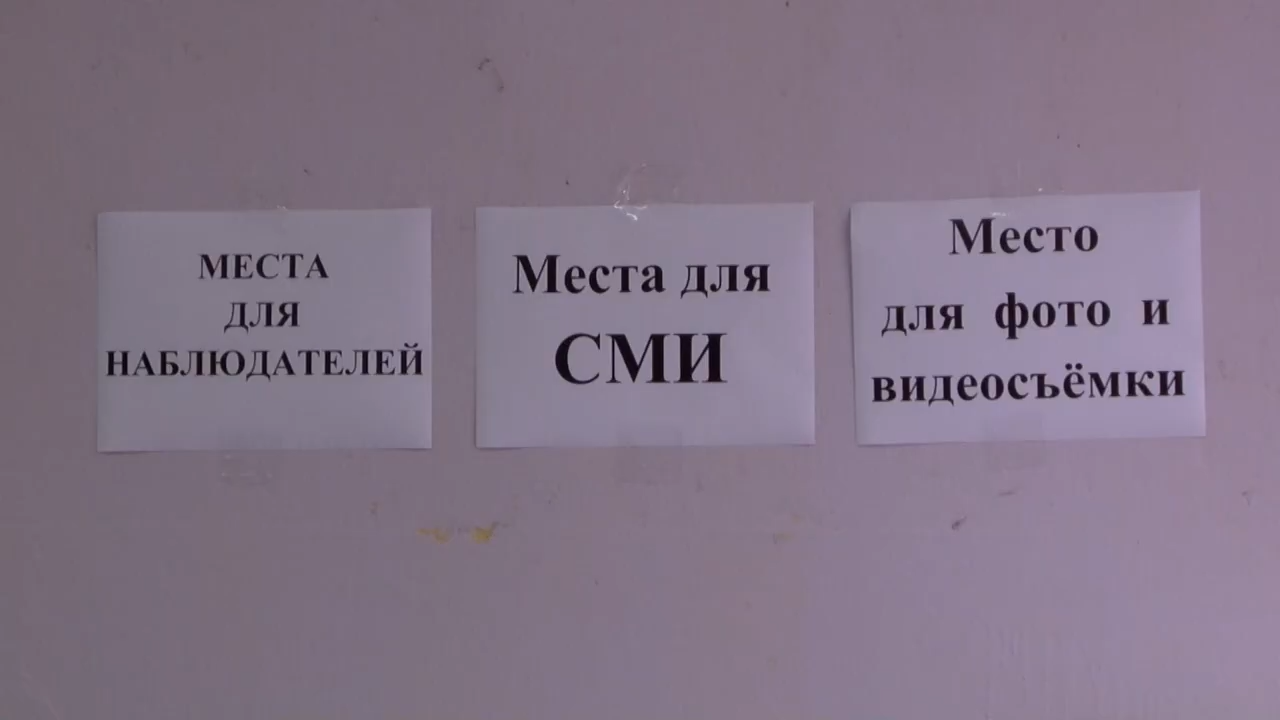 МЕСТА
ДЛЯ
НАБЛЮДАТЕЛЕЙ
Места для
СМИ
Место
для фото и
видеосъёмки